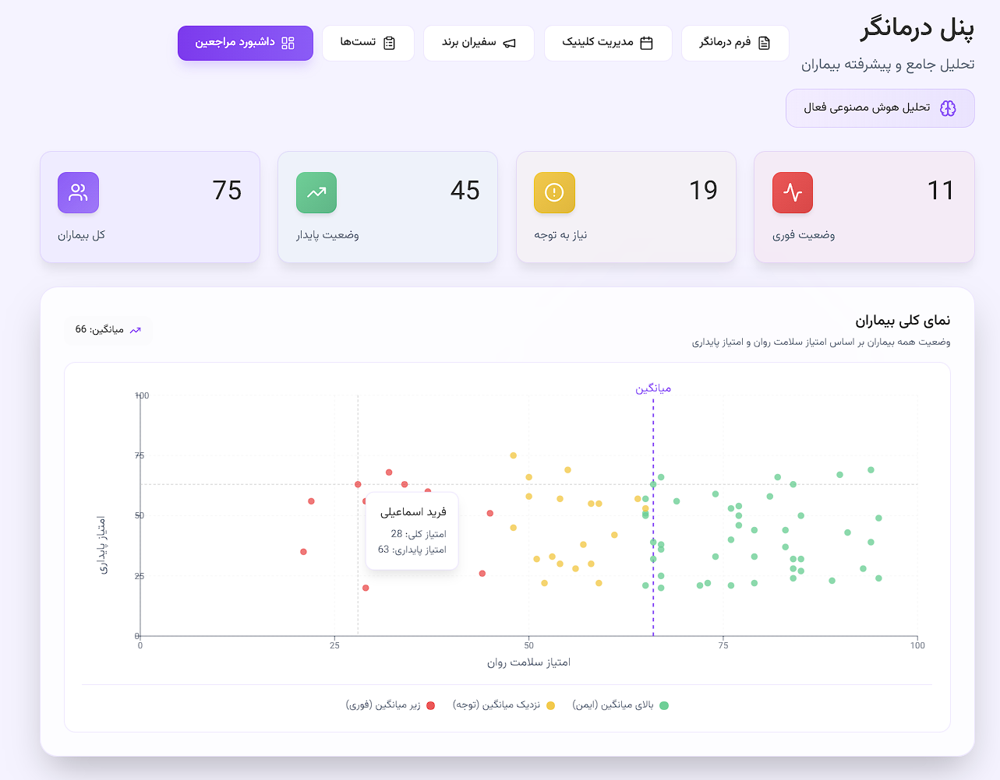 پنل درمانگر
تحلیل جامع و پیشرفته بیماران
فرم درمانگر
مدیریت کلینیک
سفیران برند
تست‌ها
داشبورد مراجعین
تحلیل هوش مصنوعی فعال
11
وضعیت فوری
19
نیاز به توجه
45
وضعیت پایدار
75
کل بیماران
نمای کلی بیماران
وضعیت همه بیماران بر اساس امتیاز سلامت روان و امتیاز پایداری
میانگین: 66
میانگین
100
75
50
25
0
امتیاز پایداری
فرید اسماعیلی
امتیاز کلی: 28
امتیاز پایداری: 63
0
25
50
75
100
امتیاز سلامت روان
بالای میانگین (ایمن)
نزدیک میانگین (توجه)
زیر میانگین (فوری)